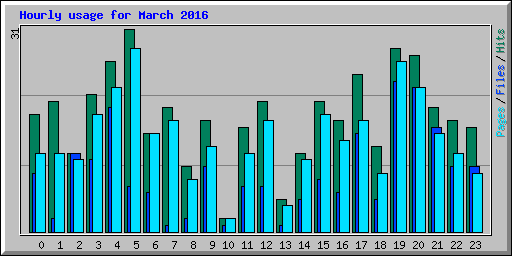 Hourly usage for March 2016
31
Pages/Files/Hits
0 1 2 3 4 5 6 7 8 9 10 11 12 13 14 15 16 17 18 19 20 21 22 23